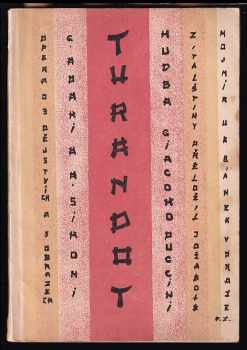 OPERA O 3 DĚJSTVÍCH A 5 OBRAZECH
G. ADAMI A R. SIMONI
TURANDOT
HUDBA GIACOMO PUCCINI
Z ITALŠTINY PŘELOŽIL
MOJMÍR URBÁNEK V PRAZE